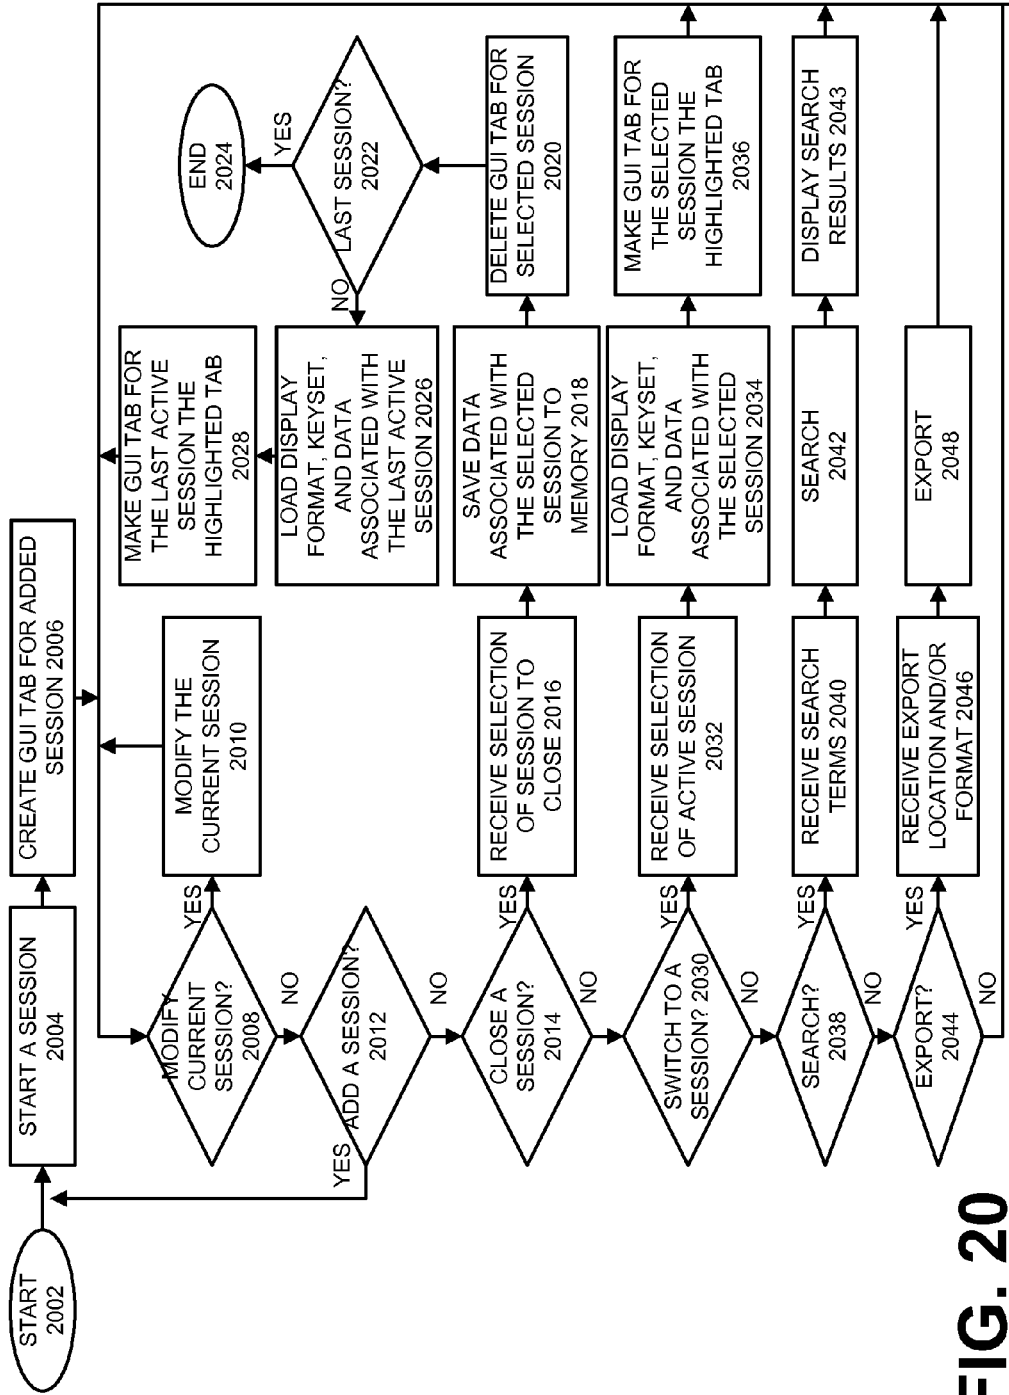 START
2002
START A SESSION
2004
CREATE GUI TAB FOR ADDED
SESSION 2006
MODIFY
CURRENT
SESSION?
2008
YES
NO
MODIFY THE
CURRENT SESSION
2010
MAKE GUI TAB FOR
THE LAST ACTIVE
SESSION THE
HIGHLIGHTED TAB
2028
END
2024
YES
ADD A SESSION?
2012
YES
NO
LOAD DISPLAY
FORMAT, KEYSET,
AND DATA
ASSOCIATED WITH
THE LAST ACTIVE
SESSION 2026
NO
LAST SESSION?
2022
CLOSE A
SESSION?
2014
YES
NO
RECEIVE SELECTION
OF SESSION TO
CLOSE 2016
SAVE DATA
ASSOCIATED WITH
THE SELECTED
SESSION TO
MEMORY 2018
DELETE GUI TAB FOR
SELECTED SESSION
2020
SWITCH TO A
SESSION? 2030
YES
NO
RECEIVE SELECTION
OF ACTIVE SESSION
2032
LOAD DISPLAY
FORMAT, KEYSET,
AND DATA
ASSOCIATED WITH
THE SELECTED
SESSION 2034
MAKE GUI TAB FOR
THE SELECTED
SESSION THE
HIGHLIGHTED TAB
2036
SEARCH?
2038
YES
NO
RECEIVE SEARCH
TERMS 2040
SEARCH
2042
DISPLAY SEARCH
RESULTS 2043
EXPORT?
2044
YES
NO
RECEIVE EXPORT
LOCATION AND/OR
FORMAT 2046
EXPORT
2048
FIG. 20